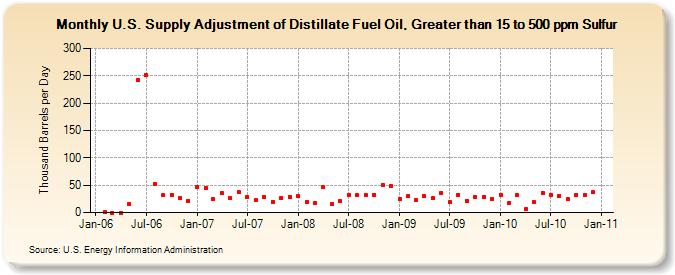 Monthly U.S. Supply Adjustment of Distillate Fuel Oil, Greater than 15 to 500 ppm Sulfur
Thousand Barrels per Day
300
250
200
150
100
50
0
Jan-06 Jul-06 Jan-07 Jul-07 Jan-08 Jul-08 Jan-09 Jul-09 Jan-10 Jul-10 Jan-11
Source: U.S. Energy Information Administration